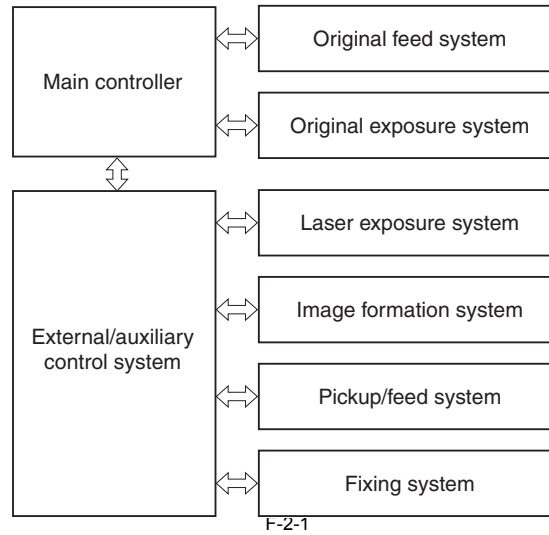 Main controller
Original feed system
Original exposure system
External/auxiliary
control system
Laser exposure system
Image formation system
Pickup/feed system
Fixing system
F-2-1